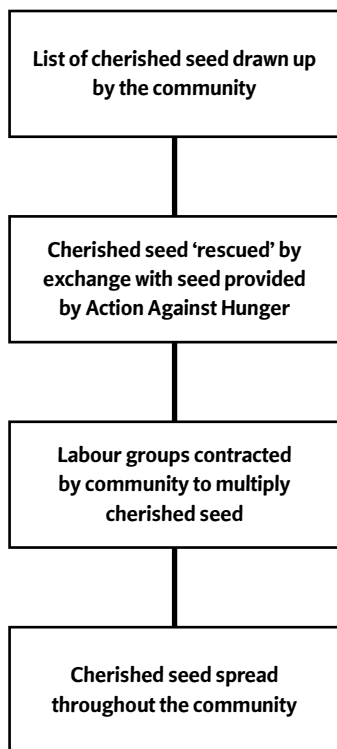 List of cherished seed drawn up
by the community
Cherished seed ‘rescued’ by
exchange with seed provided
by Action Against Hunger
Labour groups contracted
by community to multiply
cherished seed
Cherished seed spread
throughout the community